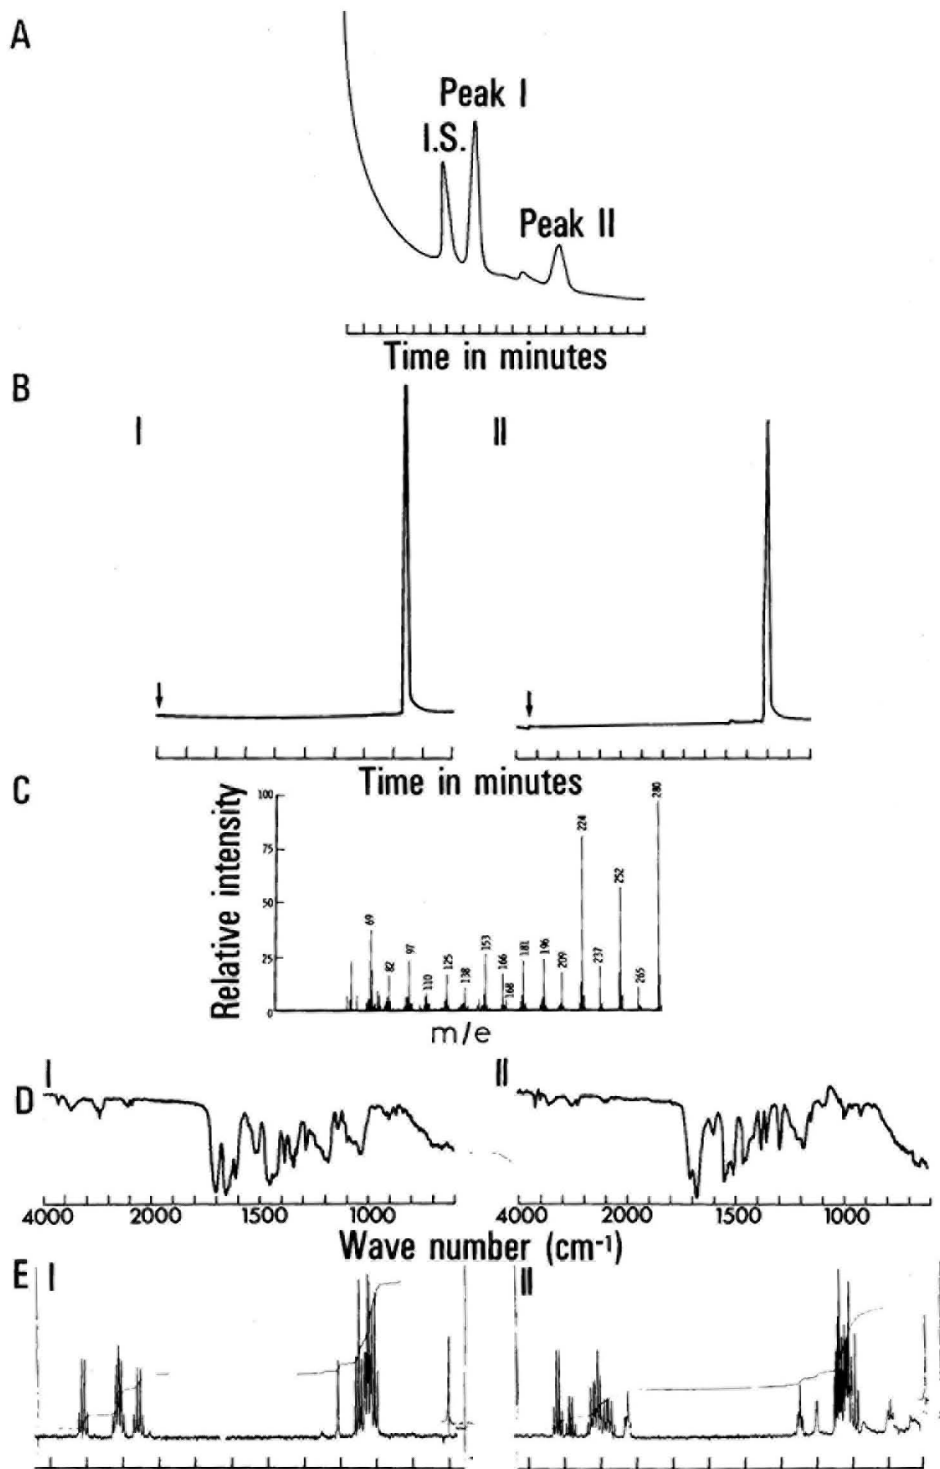 A
Peak I
I.S.
Peak II
Time in minutes
B
I
II
Time in minutes
C
Relative intensity
100
75
50
25
0
69
82
97
110
125
138
153
166
168
181
196
209
224
237
252
265
280
m/e
D
I
II
4000 2000 1500 1000
4000 2000 1500 1000
Wave number (cm-1)
E
I
II